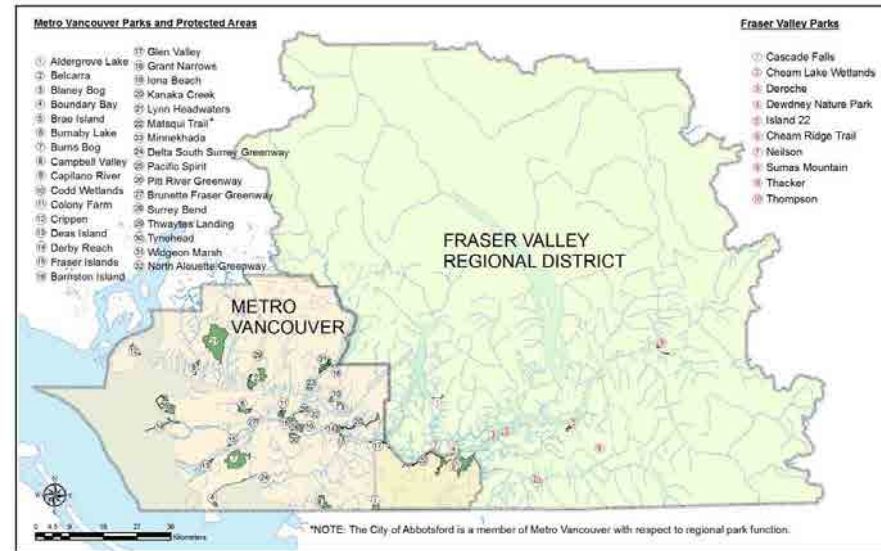 Metro Vancouver Parks and Protected Areas
① Aldergrove Lake
② Belcarra
③ Blaney Bog
④ Boundary Bay
⑤ Brae Island
⑥ Burnaby Lake
⑦ Burns Bog
⑧ Campbell Valley
⑨ Capilano River
⑩ Codd Wetlands
⑪ Colony Farm
⑫ Crippen
⑬ Deas Island
⑭ Derby Reach
⑮ Fraser Islands
⑯ Barnston Island
⑰ Glen Valley
⑱ Grant Narrows
⑲ Iona Beach
⑳ Kanaka Creek
㉑ Lynn Headwaters
㉒ Matsqui Trail*
㉓ Minnekhada
㉔ Delta South Surrey Greenway
㉕ Pacific Spirit
㉖ Pitt River Greenway
㉗ Brunette Fraser Greenway
㉘ Surrey Bend
㉙ Thwaytes Landing
㉚ Tynehead
㉛ Widgeon Marsh
㉜ North Alouette Greenway
Fraser Valley Parks
① Cascade Falls
② Cheam Lake Wetlands
③ Deroche
④ Dewdney Nature Park
⑤ Island 22
⑥ Cheam Ridge Trail
⑦ Neilson
⑧ Sumas Mountain
⑨ Thacker
⑩ Thompson
FRASER VALLEY
REGIONAL DISTRICT
METRO
VANCOUVER
0 4.5 9 18 27 36
Kilometers
*NOTE: The City of Abbotsford is a member of Metro Vancouver with respect to regional park function.